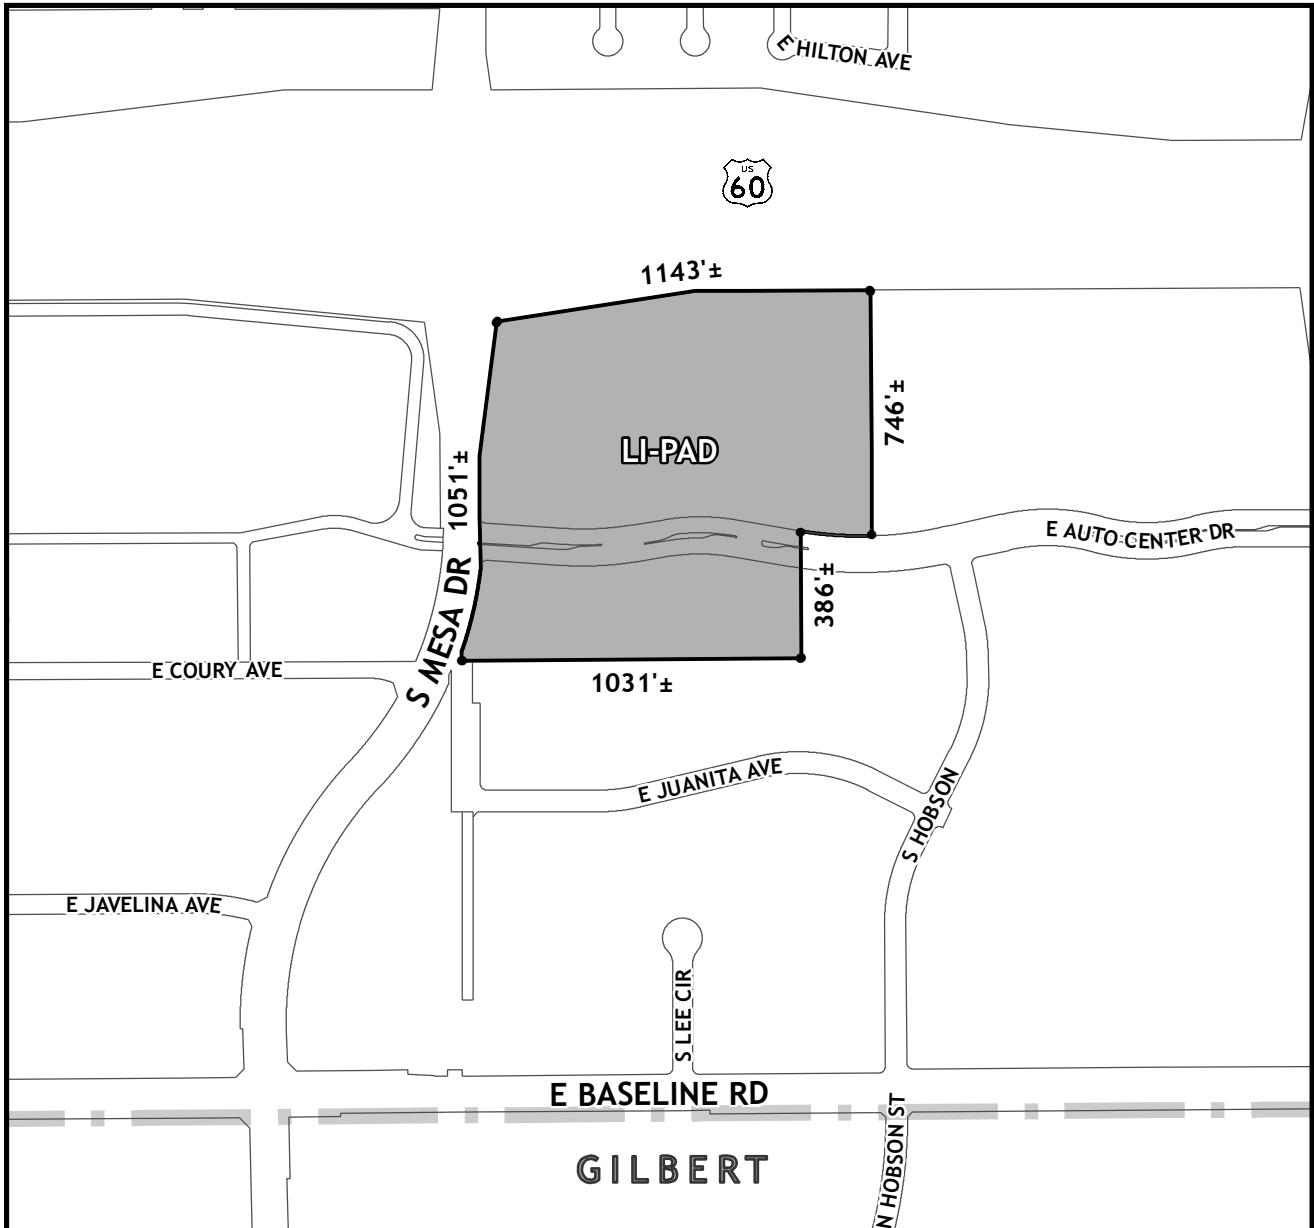 E HILTON AVE
US
60
1143'±
746'±
LI-PAD
1051'±
E AUTO CENTER DR
386'±
S MESA DR
E COURY AVE
1031'±
E JUANITA AVE
S HOBSON
E JAVELINA AVE
S LEE CIR
E BASELINE RD
N HOBSON ST
GILBERT